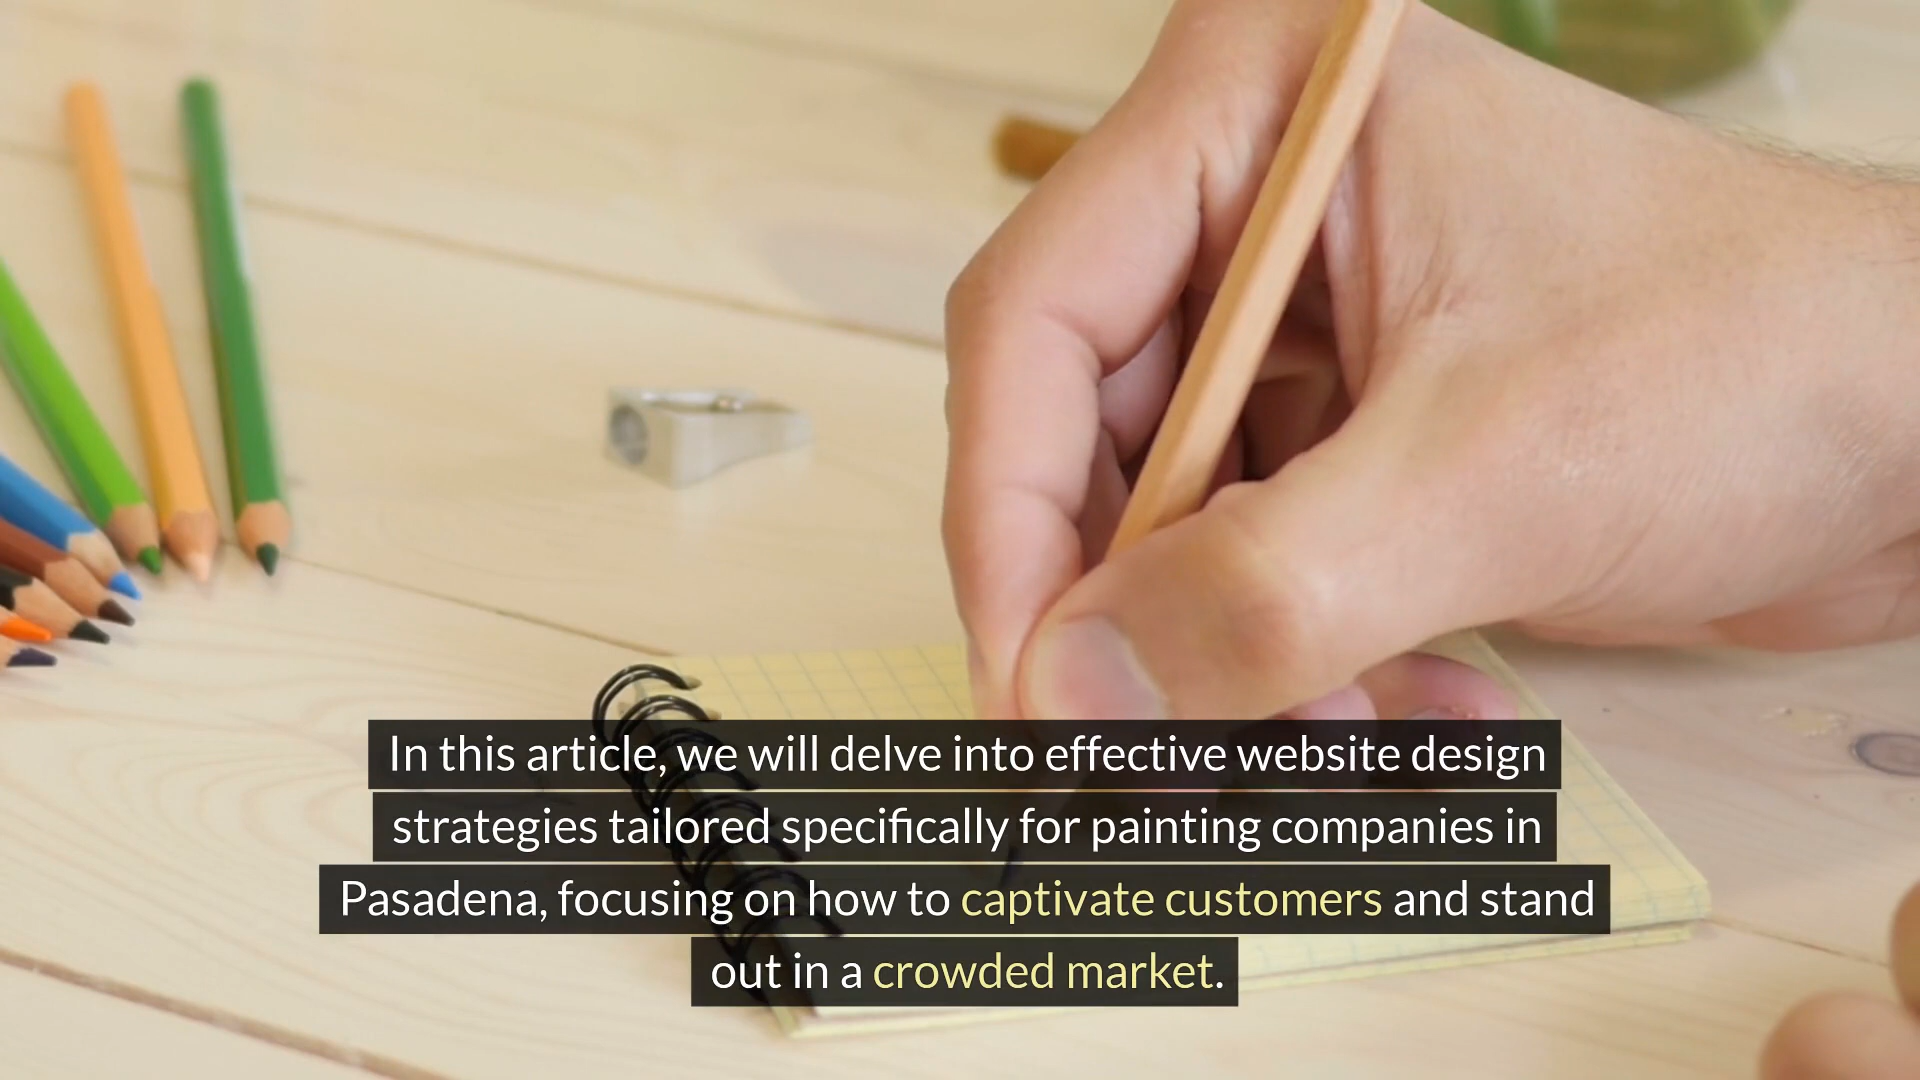 In this article, we will delve into effective website design
strategies tailored specifically for painting companies in
Pasadena, focusing on how to captivate customers and stand
out in a crowded market.